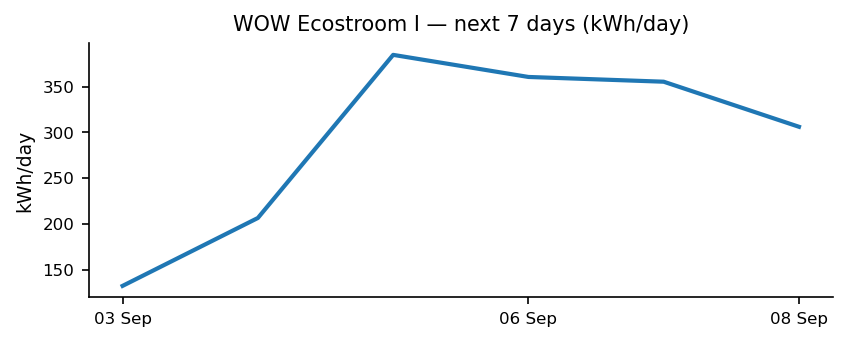 WOW Ecostroom I — next 7 days (kWh/day)
kWh/day
350
300
250
200
150
03 Sep
06 Sep
08 Sep